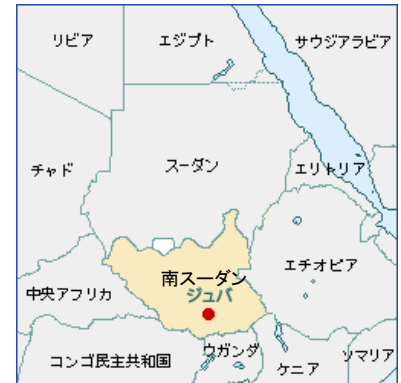 リビア
エジプト
サウジアラビア
チャド
スーダン
エリトリア
南スーダン
ジュバ
エチオピア
中央アフリカ
コンゴ民主共和国
ウガンダ
ケニア
ソマリア